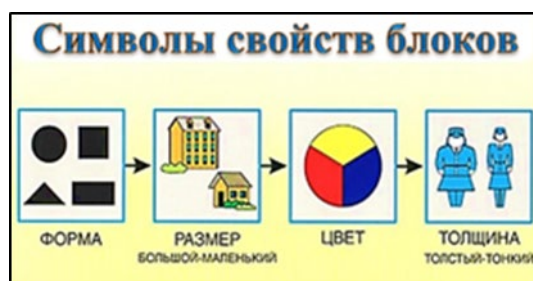 Символы свойств блоков
ФОРМА
РАЗМЕР
БОЛЬШОЙ-МАЛЕНЬКИЙ
ЦВЕТ
ТОЛЩИНА
ТОЛСТЫЙ-ТОНКИЙ